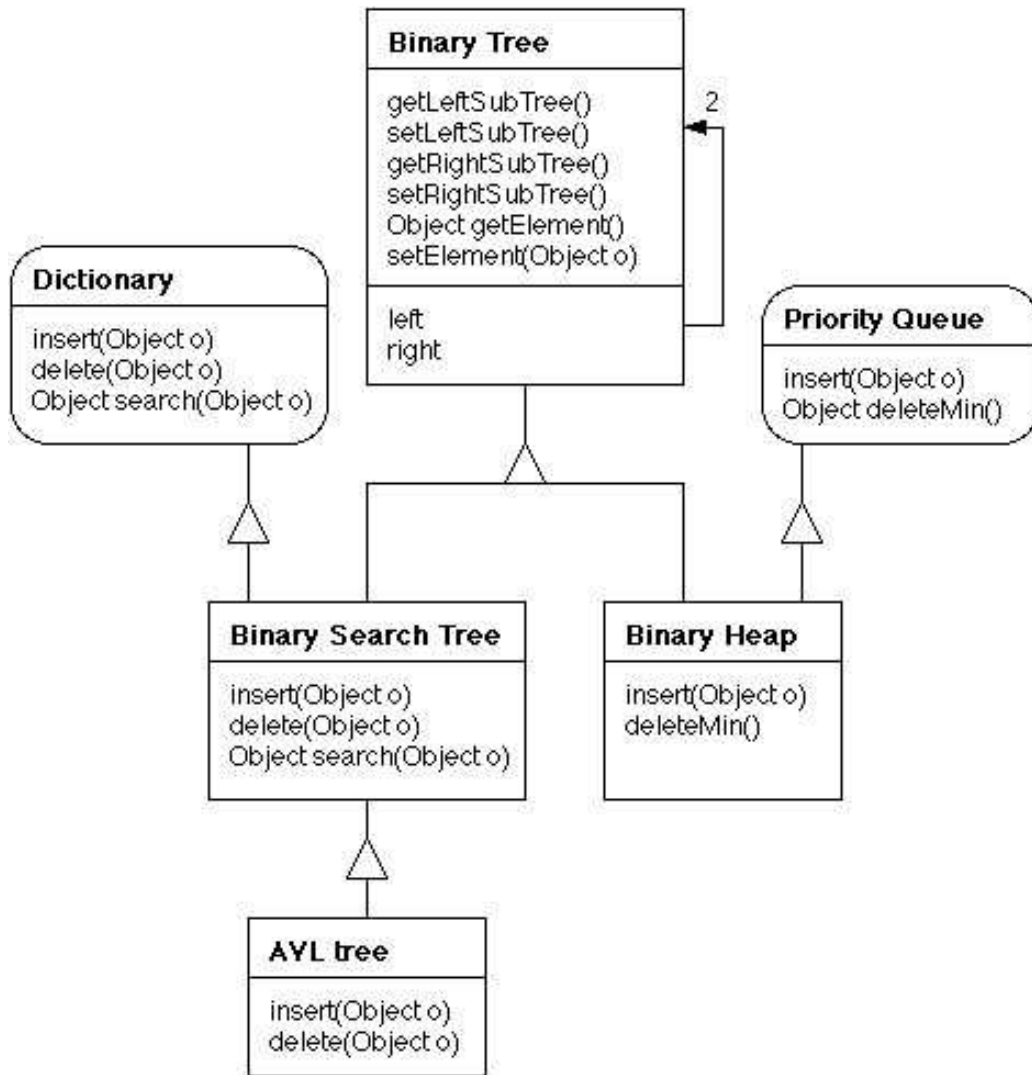 Binary Tree
getLeftSubTree()
setLeftSubTree()
getRightSubTree()
setRightSubTree()
Object getElement()
setElement(Object o)
left
right
2
Dictionary
insert(Object o)
delete(Object o)
Object search(Object o)
Priority Queue
insert(Object o)
Object deleteMin()
Binary Search Tree
insert(Object o)
delete(Object o)
Object search(Object o)
Binary Heap
insert(Object o)
deleteMin()
AVL tree
insert(Object o)
delete(Object o)